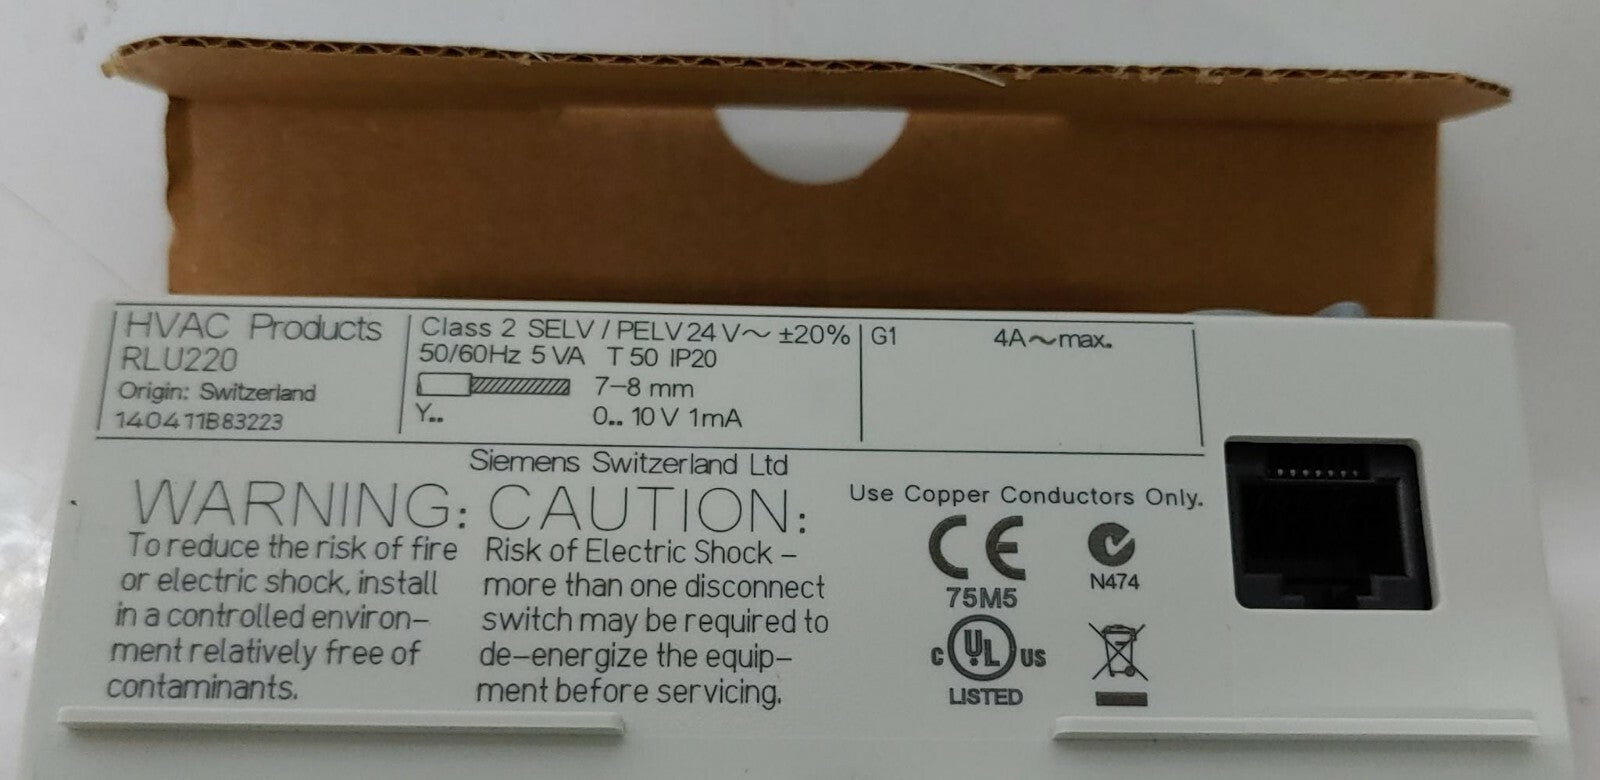 HVAC Products
RLU220
Origin: Switzerland
140411B83223
Class 2 SELV / PELV 24 V～ ±20%
50/60Hz 5 VA T 50 IP20
7–8 mm
Y.. 0.. 10 V 1mA
G1 4A～max.
Siemens Switzerland Ltd
WARNING:
To reduce the risk of fire
or electric shock, install
in a controlled environ–
ment relatively free of
contaminants.
CAUTION:
Risk of Electric Shock –
more than one disconnect
switch may be required to
de–energize the equip–
ment before servicing.
Use Copper Conductors Only.
CE
75M5
N474
c UL US
LISTED